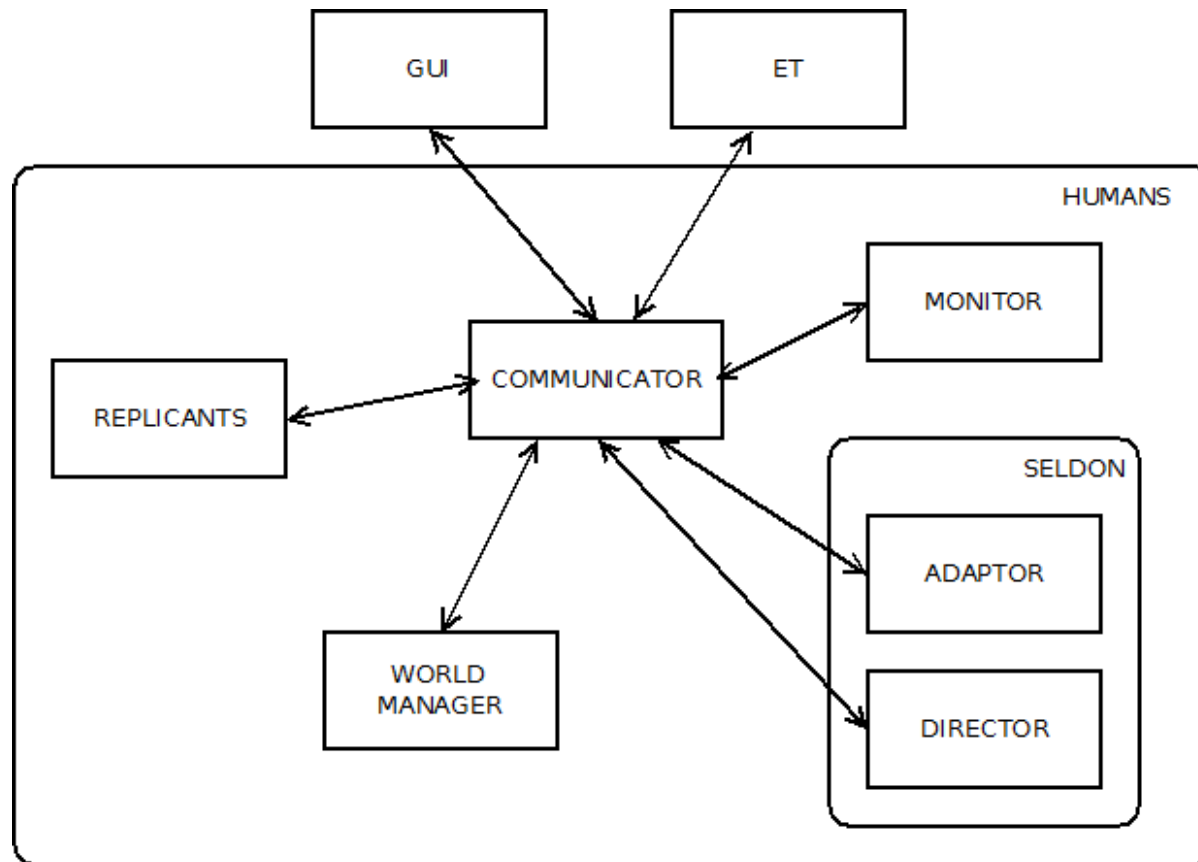 GUI
ET
HUMANS
MONITOR
COMMUNICATOR
REPLICANTS
SELDON
ADAPTOR
WORLD
MANAGER
DIRECTOR